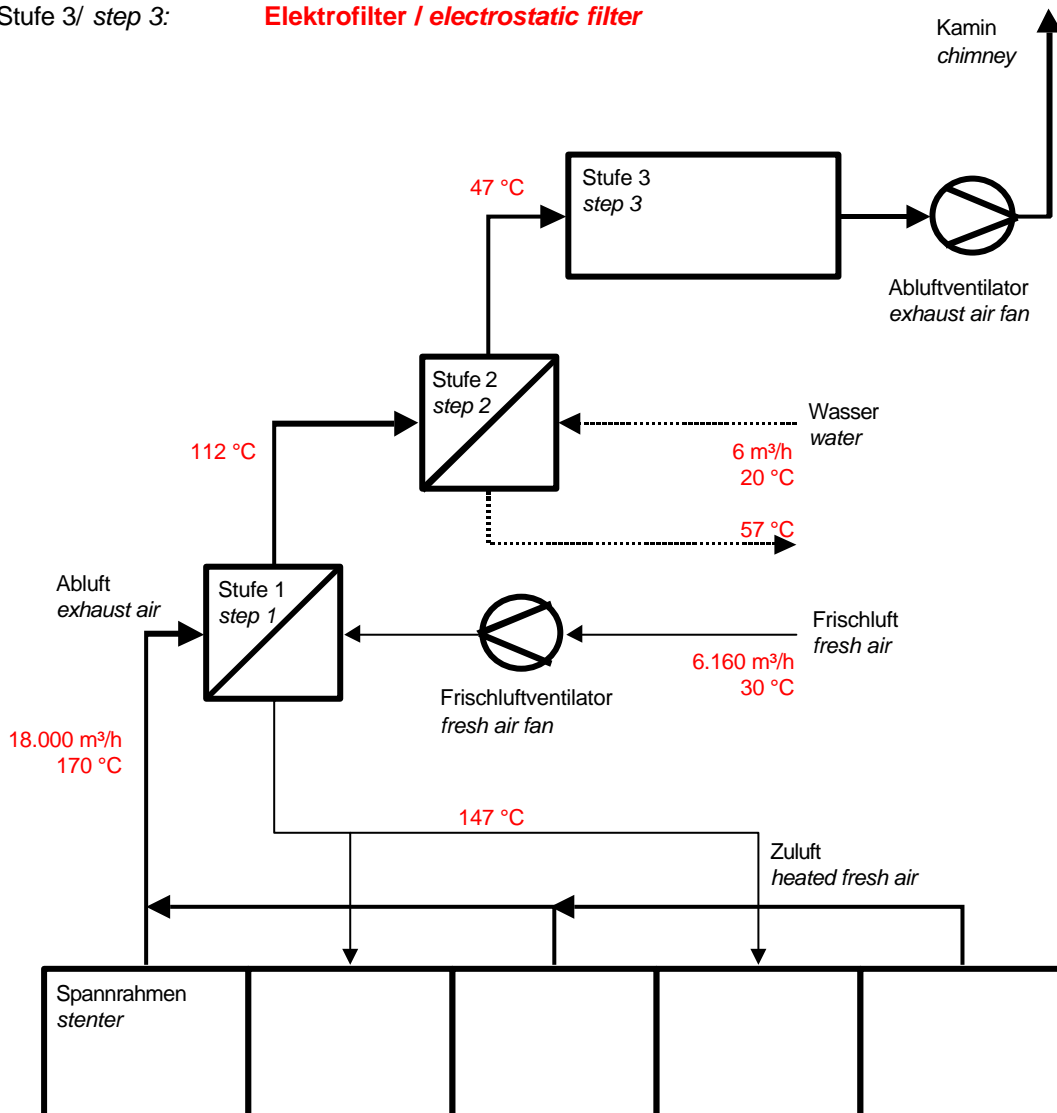 Stufe 3/ step 3: Elektrofilter / electrostatic filter
Kamin
chimney
47 °C
Stufe 3
step 3
Abluftventilator
exhaust air fan
Stufe 2
step 2
Wasser
water
112 °C
6 m³/h
20 °C
57 °C
Abluft
exhaust air
Stufe 1
step 1
Frischluft
fresh air
6.160 m³/h
30 °C
Frischluftventilator
fresh air fan
18.000 m³/h
170 °C
147 °C
Zuluft
heated fresh air
Spannrahmen
stenter